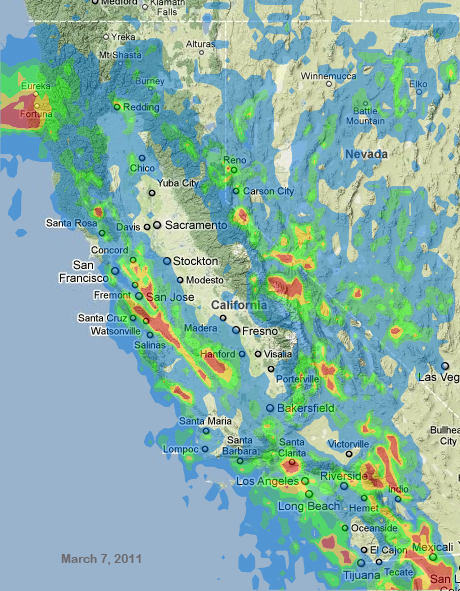 Medford
Klamath
Falls
Yreka
Alturas
Mt Shasta
Winnemucca
Elko
Burney
Eureka
Fortuna
Redding
Battle
Mountain
Nevada
Chico
Reno
Yuba City
Carson City
Santa Rosa
Davis
Sacramento
Concord
San
Francisco
Stockton
Modesto
Fremont
San Jose
California
Santa Cruz
Watsonville
Madera
Fresno
Salinas
Hanford
Visalia
Porterville
Las Veg
Bakersfield
Santa Maria
Bullhea
City
Lompoc
Santa
Barbara
Santa
Clarita
Victorville
Los Angeles
Riverside
Indio
Long Beach
Hemet
Oceanside
El Cajon
Mexicali
March 7, 2011
Tijuana
Tecate
San L